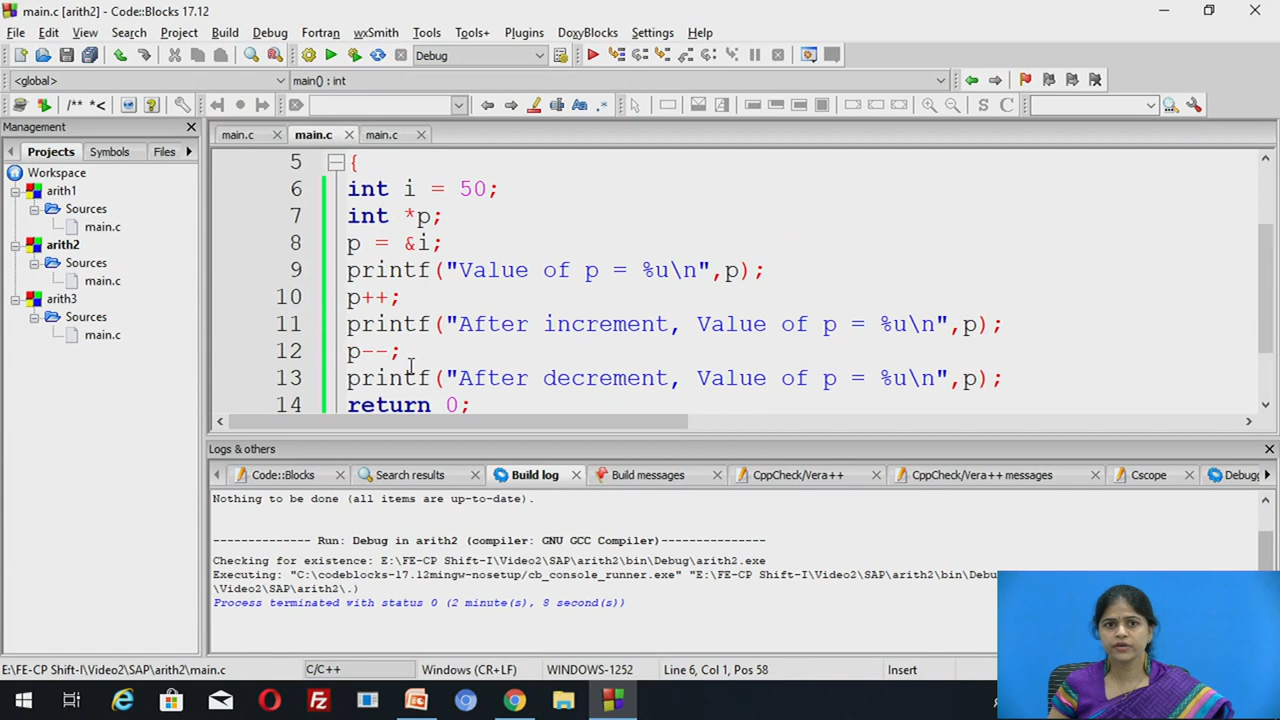 main.c [arith2] - Code::Blocks 17.12
File Edit View Search Project Build Debug Fortran wxSmith Tools Tools+ Plugins DoxyBlocks Settings Help
Debug
<global> main() : int
/** *<
Aa .* S C
Management
main.c main.c main.c
Projects Symbols Files
Workspace
arith1
Sources
main.c
arith2
Sources
main.c
arith3
Sources
main.c
5 {
6 int i = 50;
7 int *p;
8 p = &i;
9 printf("Value of p = %u\n",p);
10 p++;
11 printf("After increment, Value of p = %u\n",p);
12 p--;
13 printf("After decrement, Value of p = %u\n",p);
14 return 0;
Logs & others
Code::Blocks Search results Build log Build messages CppCheck/Vera++ CppCheck/Vera++ messages Cscope Debugg
Nothing to be done (all items are up-to-date).
-------------- Run: Debug in arith2 (compiler: GNU GCC Compiler)---------------
Checking for existence: E:\FE-CP Shift-I\Video2\SAP\arith2\bin\Debug\arith2.exe
Executing: "C:\codeblocks-17.12mingw-nosetup/cb_console_runner.exe" "E:\FE-CP Shift-I\Video2\SAP\arith2\bin\Deb
\Video2\SAP\arith2\.)
Process terminated with status 0 (2 minute(s), 8 second(s))
E:\FE-CP Shift-I\Video2\SAP\arith2\main.c C/C++ Windows (CR+LF) WINDOWS-1252 Line 6, Col 1, Pos 58 Insert